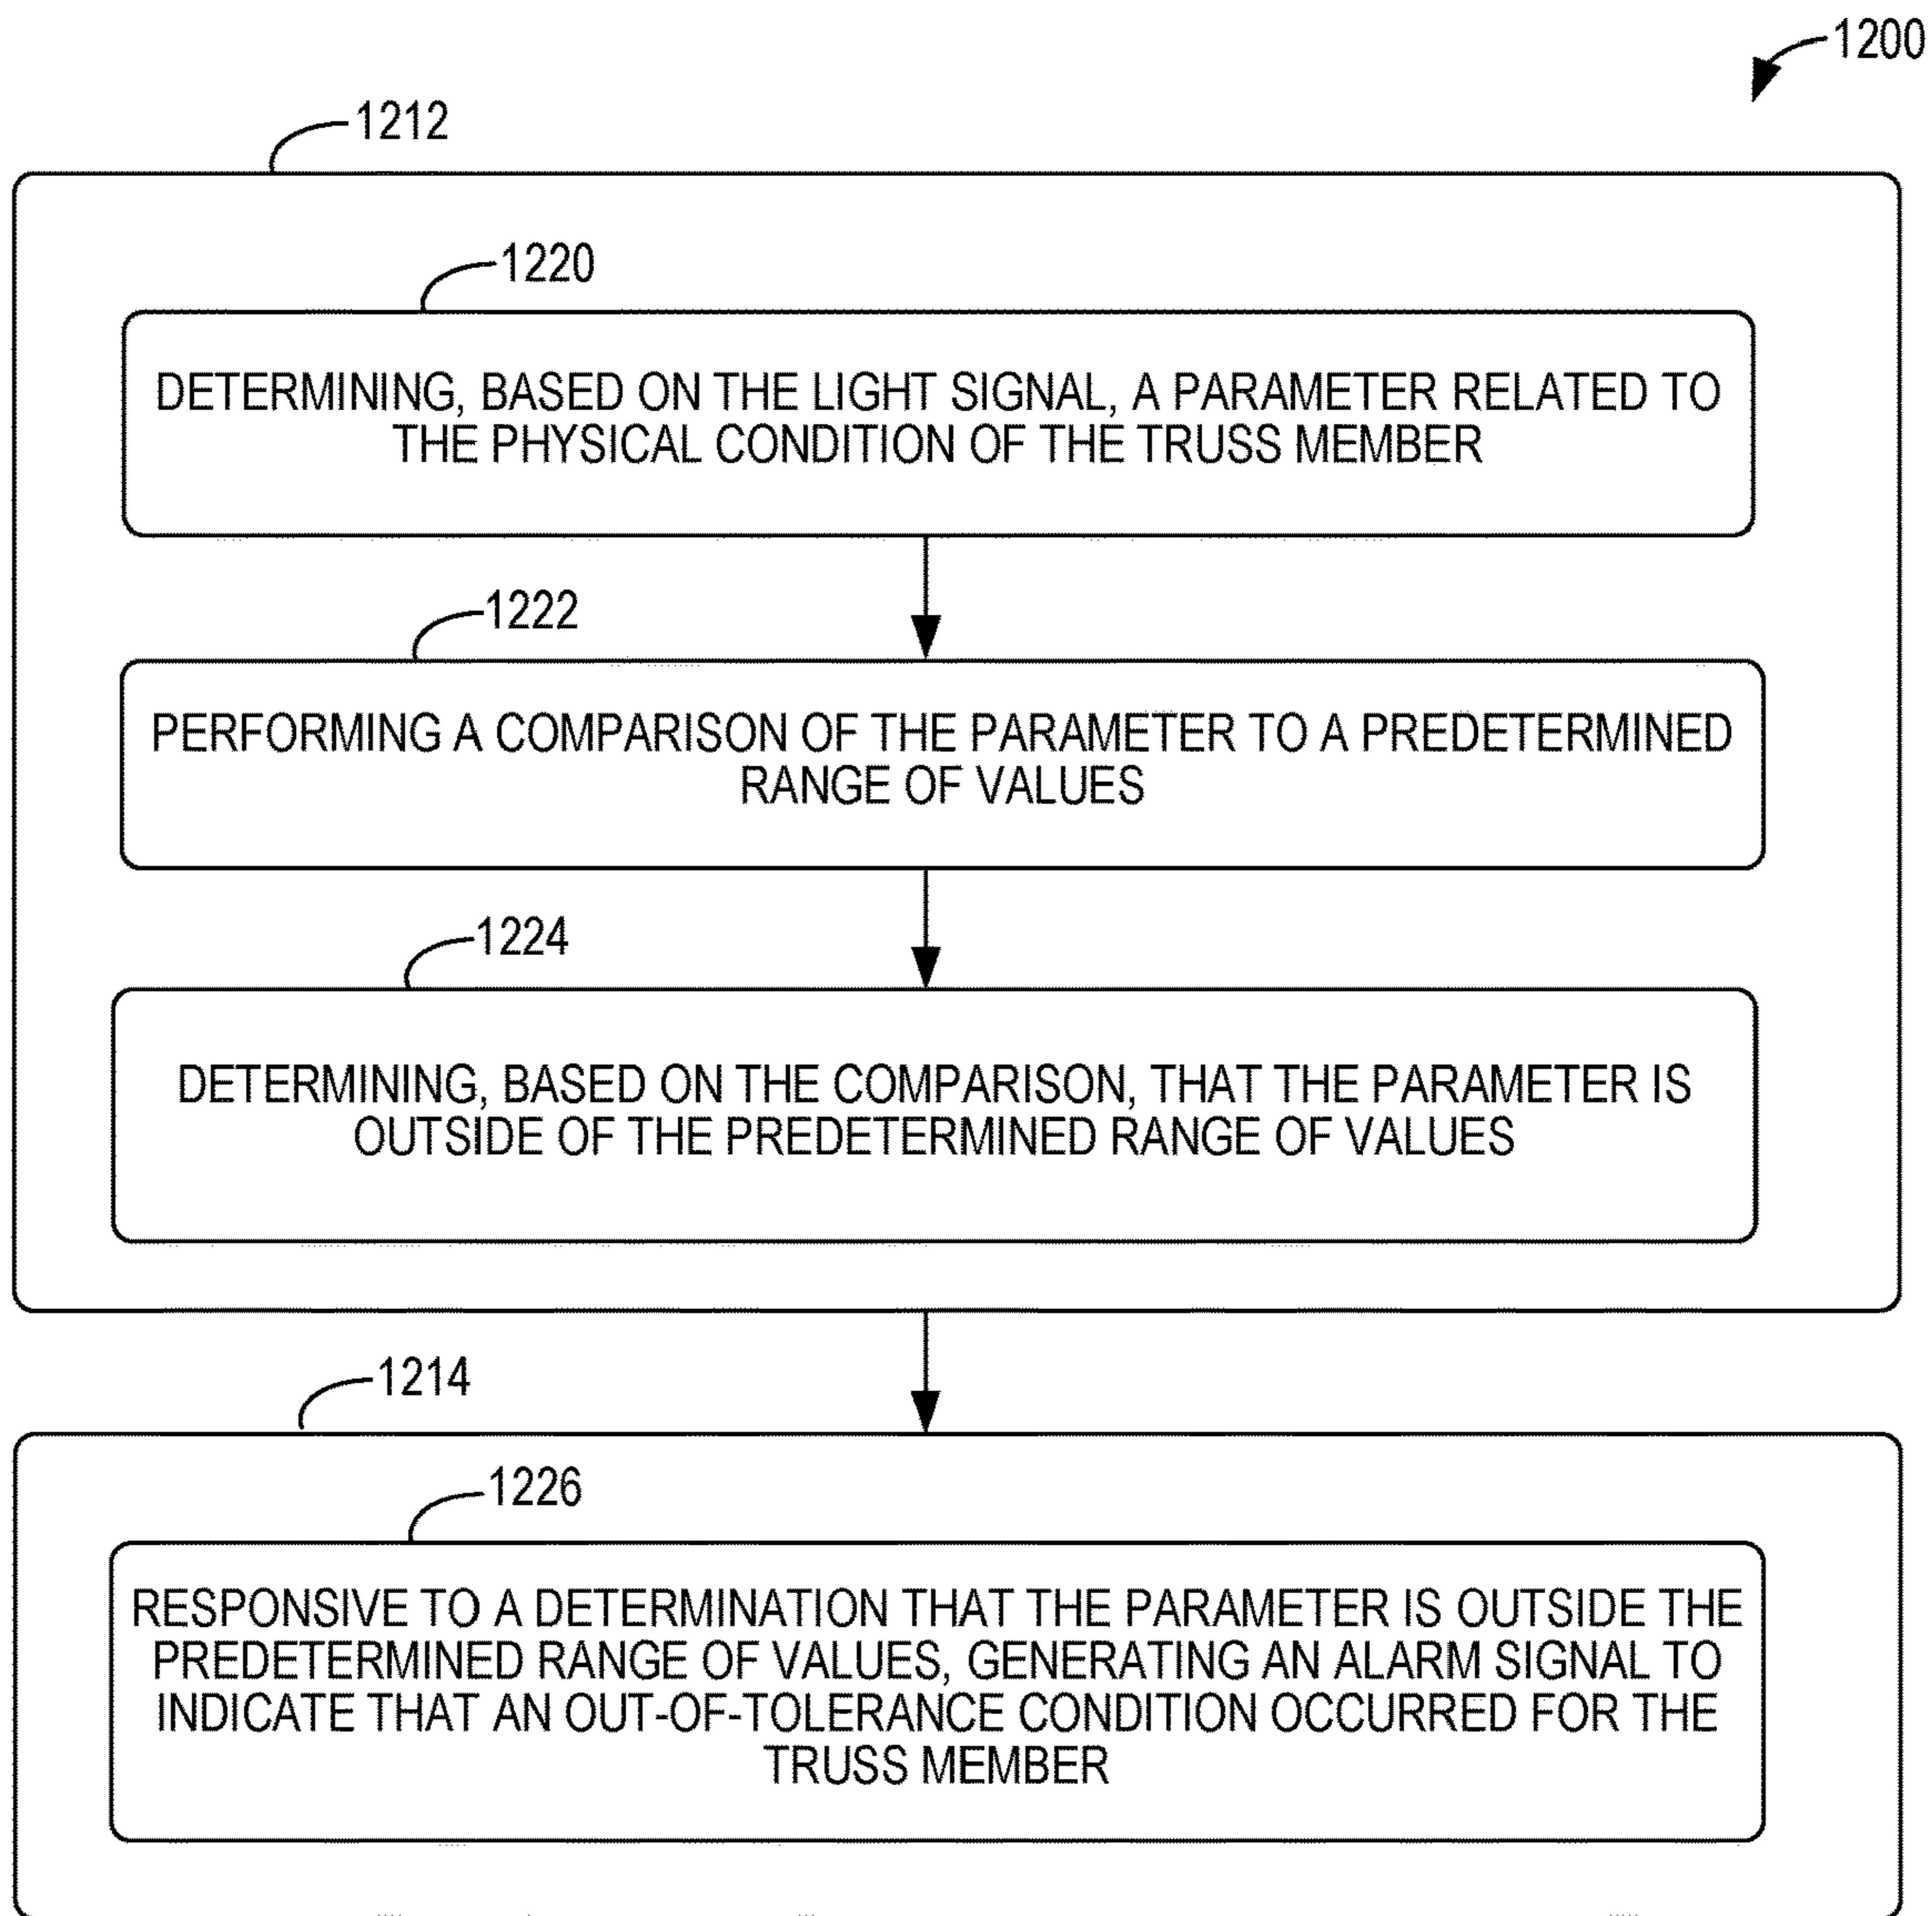 1200
1212
1220
DETERMINING, BASED ON THE LIGHT SIGNAL, A PARAMETER RELATED TO
THE PHYSICAL CONDITION OF THE TRUSS MEMBER
1222
PERFORMING A COMPARISON OF THE PARAMETER TO A PREDETERMINED
RANGE OF VALUES
1224
DETERMINING, BASED ON THE COMPARISON, THAT THE PARAMETER IS
OUTSIDE OF THE PREDETERMINED RANGE OF VALUES
1214
1226
RESPONSIVE TO A DETERMINATION THAT THE PARAMETER IS OUTSIDE THE
PREDETERMINED RANGE OF VALUES, GENERATING AN ALARM SIGNAL TO
INDICATE THAT AN OUT-OF-TOLERANCE CONDITION OCCURRED FOR THE
TRUSS MEMBER